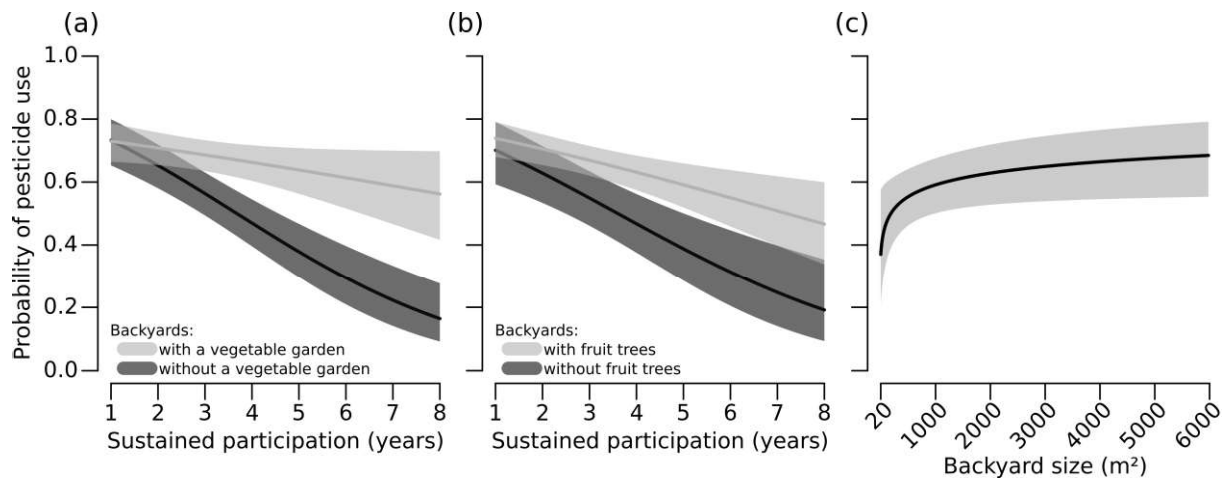 (a)
(b)
(c)
Probability of pesticide use
1.0
0.8
0.6
0.4
0.2
0.0
Backyards:
with a vegetable garden
without a vegetable garden
1 2 3 4 5 6 7 8
Sustained participation (years)
Backyards:
with fruit trees
without fruit trees
1 2 3 4 5 6 7 8
Sustained participation (years)
20 1000 2000 3000 4000 5000 6000
Backyard size (m²)